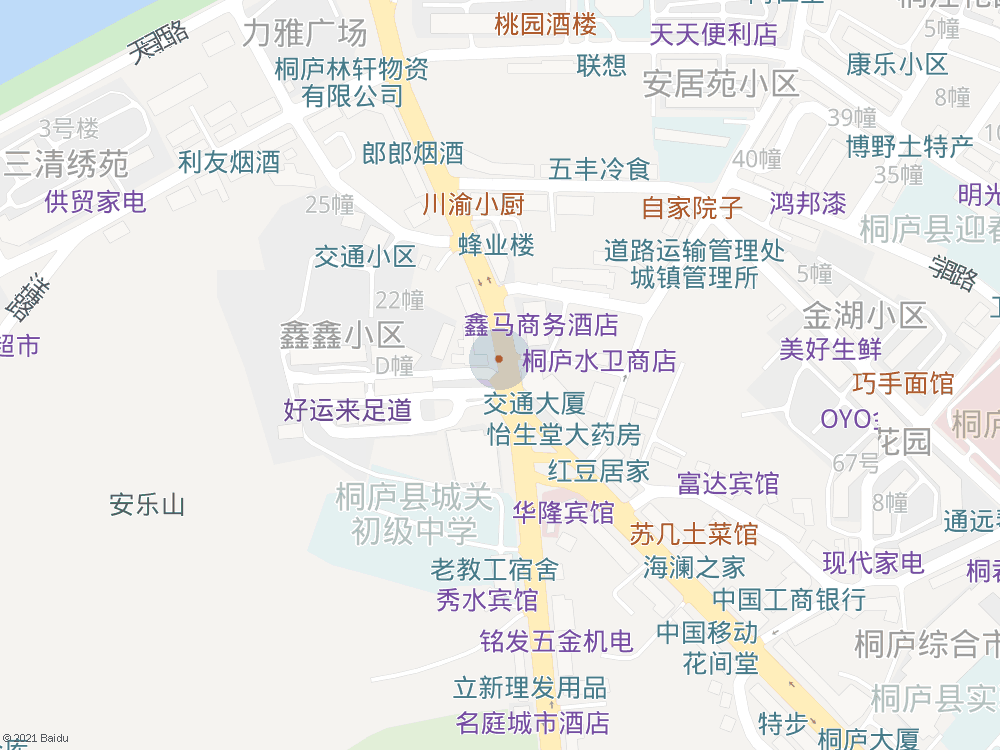 桃园酒楼
5幢
力雅广场
天天便利店
联想
康乐小区
桐庐林轩物资
有限公司
安居苑小区
8幢
39幢
3号楼
三清绣苑
利友烟酒
郎郎烟酒
五丰冷食
40幢
博野土特产
35幢
供贸家电
25幢
川渝小厨
自家院子
鸿邦漆
明光
桐庐县迎春
交通小区
蜂业楼
道路运输管理处
城镇管理所
5幢
22幢
鑫鑫小区
鑫马商务酒店
金湖小区
超市
D幢
桐庐水卫商店
美好生鲜
巧手面馆
好运来足道
交通大厦
OYO
花园
桐庐
怡生堂大药房
67号
红豆居家
富达宾馆
安乐山
桐庐县城关
初级中学
华隆宾馆
8幢
通远
苏几土菜馆
老教工宿舍
海澜之家
现代家电
桐君
秀水宾馆
中国工商银行
铭发五金机电
中国移动
花间堂
桐庐综合市
立新理发用品
桐庐县实
名庭城市酒店
特步
桐庐大厦
© 2021 Baidu